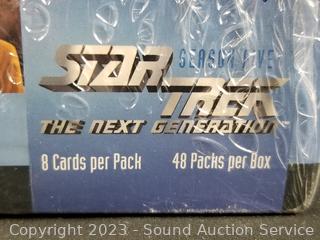 SEASON FIVE
STAR
TREK
THE NEXT GENERATION
8 Cards per Pack 48 Packs per Box
Copyright 2023 - Sound Auction Service